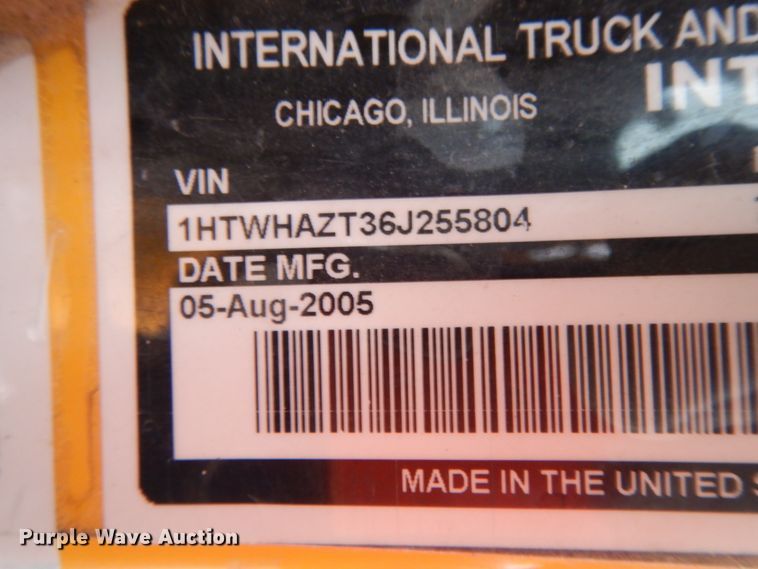 INTERNATIONAL TRUCK AND
INT
CHICAGO, ILLINOIS
VIN
1HTWHAZT36J255804
DATE MFG.
05-Aug-2005
MADE IN THE UNITED
Purple Wave Auction